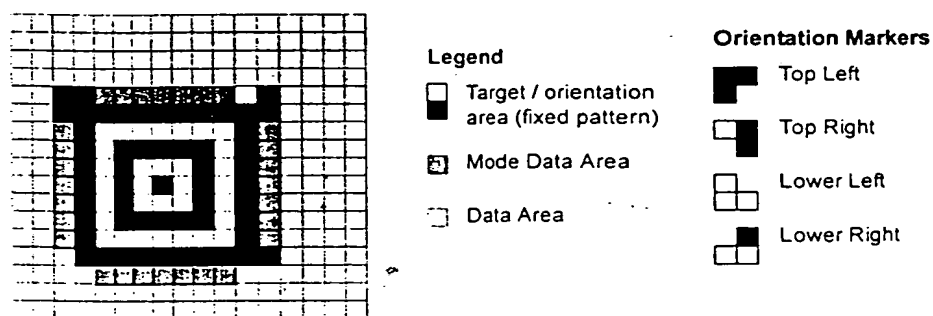 Legend
Target / orientation
area (fixed pattern)
Mode Data Area
Data Area
Orientation Markers
Top Left
Top Right
Lower Left
Lower Right